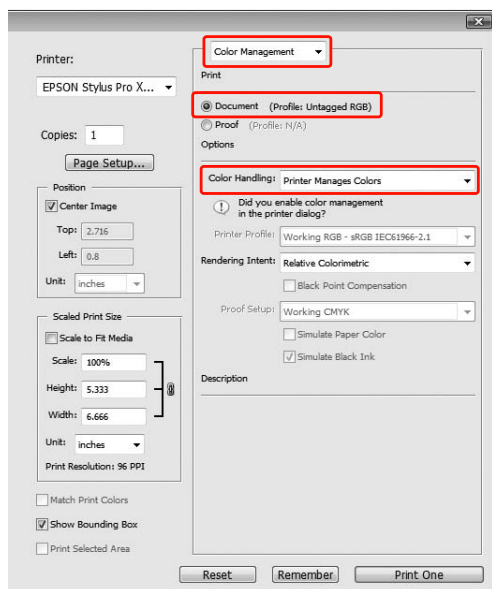 Printer:
EPSON Stylus Pro X...
Copies: 1
Page Setup...
Position
Center Image
Top: 2.716
Left: 0.8
Unit: inches
Scaled Print Size
Scale to Fit Media
Scale: 100%
Height: 5.333
Width: 6.666
Unit: inches
Print Resolution: 96 PPI
Match Print Colors
Show Bounding Box
Print Selected Area
Color Management
Print
Document (Profile: Untagged RGB)
Proof (Profile: N/A)
Options
Color Handling: Printer Manages Colors
Did you enable color management
in the printer dialog?
Printer Profile: Working RGB - sRGB IEC61966-2.1
Rendering Intent: Relative Colorimetric
Black Point Compensation
Proof Setup: Working CMYK
Simulate Paper Color
Simulate Black Ink
Description
Reset
Remember
Print One